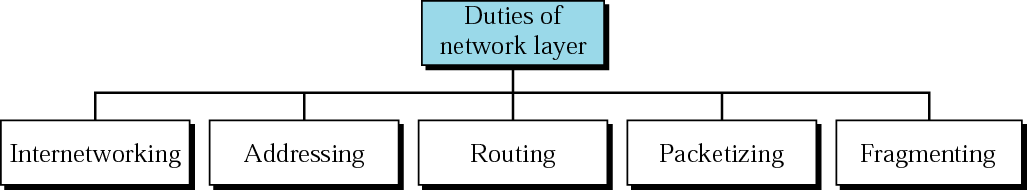 Duties of
network layer
Internetworking
Addressing
Routing
Packetizing
Fragmenting